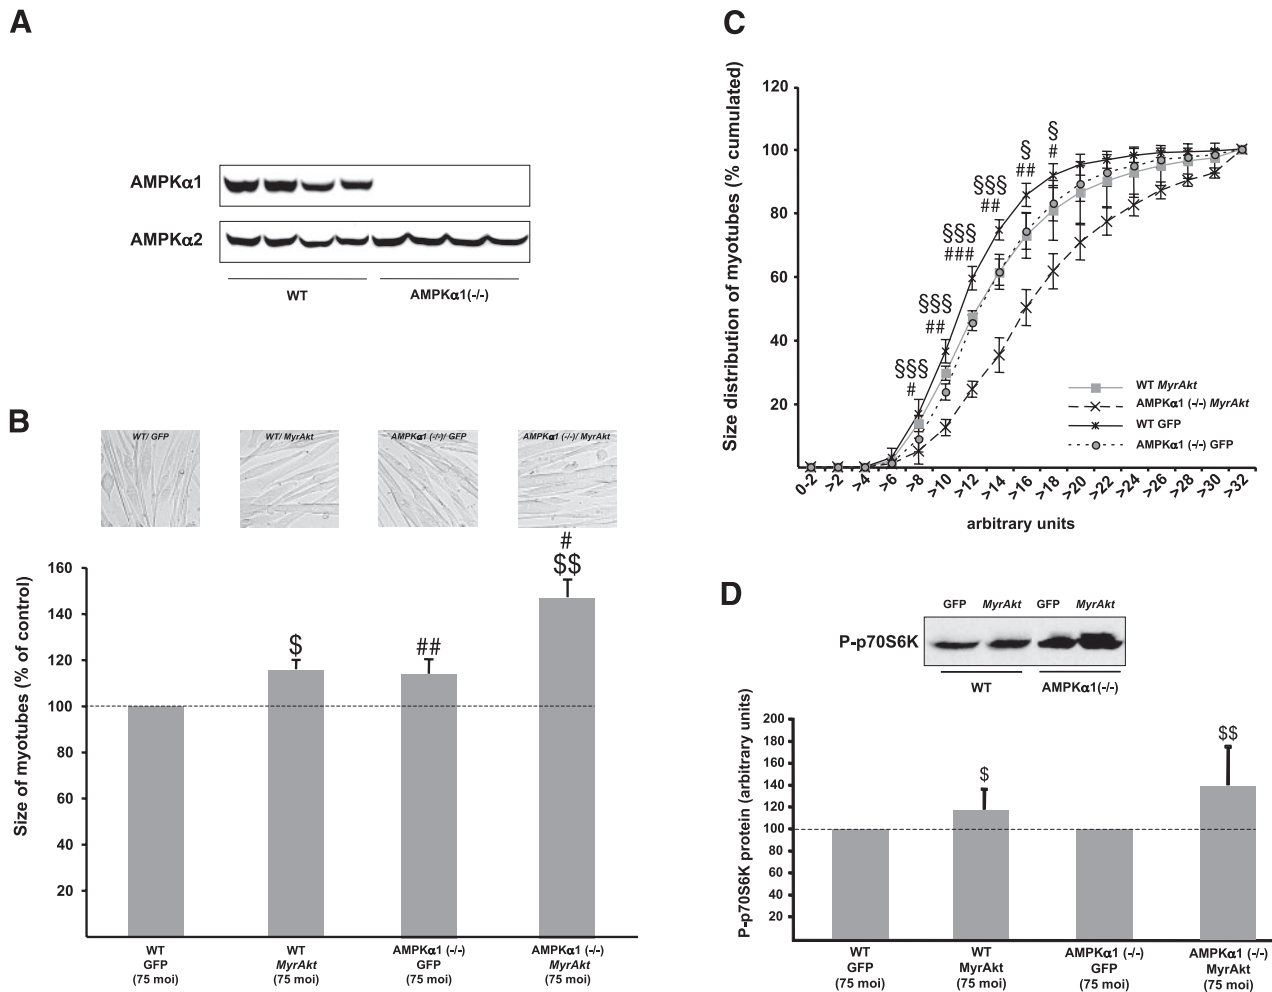 A
AMPKα1
AMPKα2
WT
AMPKα1(-/-)
B
WT/ GFP
WT/ MyrAkt
AMPKα1 (-/-)/ GFP
AMPKα1 (-/-)/ MyrAkt
Size of myotubes (% of control)
160
140
120
100
80
60
40
20
$
##
#
$$
WT
GFP
(75 moi)
WT
MyrAkt
(75 moi)
AMPKα1 (-/-)
GFP
(75 moi)
AMPKα1 (-/-)
MyrAkt
(75 moi)
C
Size distribution of myotubes (% cumulated)
120
100
80
60
40
20
§§§
#
§§§
##
§§§
###
§§§
##
§
##
§
#
WT MyrAkt
AMPKα1 (-/-) MyrAkt
WT GFP
AMPKα1 (-/-) GFP
0-2
>2
>4
>6
>8
>10
>12
>14
>16
>18
>20
>22
>24
>26
>28
>30
>32
arbitrary units
D
GFP MyrAkt GFP MyrAkt
P-p70S6K
WT
AMPKα1(-/-)
P-p70S6K protein (arbitrary units)
200
180
160
140
120
100
80
60
40
20
$
$$
WT
GFP
(75 moi)
WT
MyrAkt
(75 moi)
AMPKα1 (-/-)
GFP
(75 moi)
AMPKα1 (-/-)
MyrAkt
(75 moi)